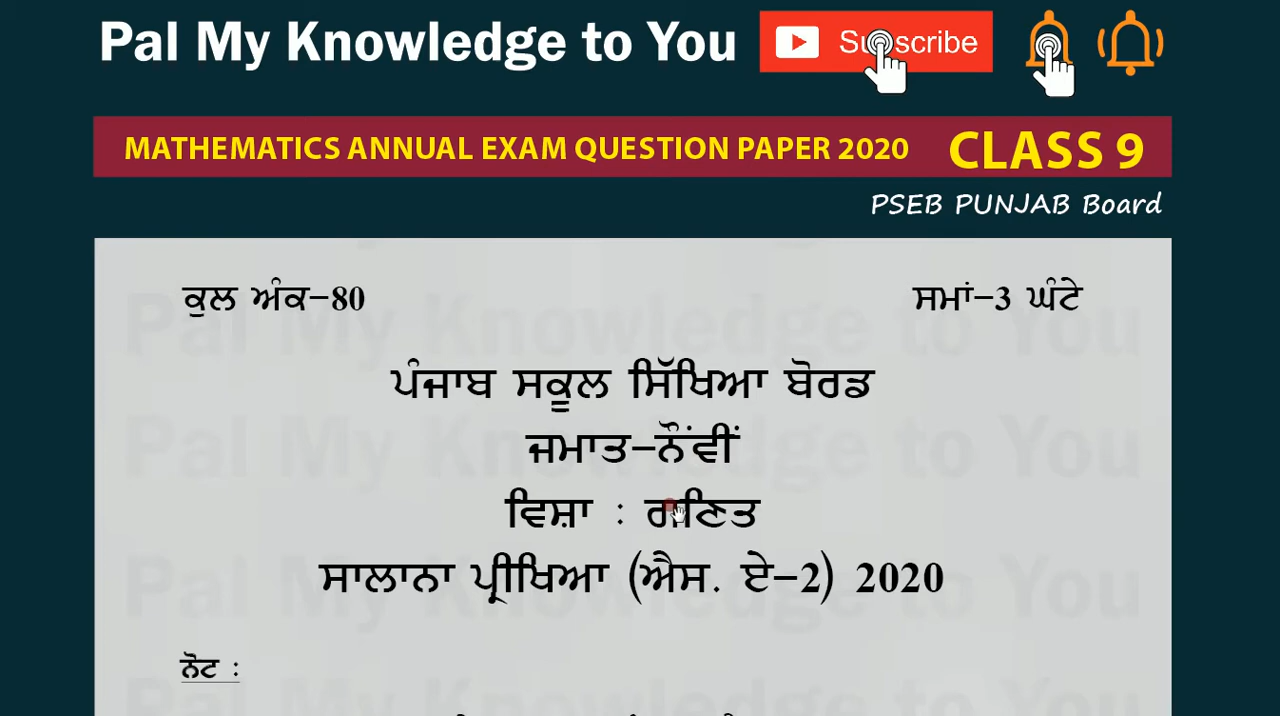 Pal My Knowledge to You Subscribe
MATHEMATICS ANNUAL EXAM QUESTION PAPER 2020 CLASS 9
PSEB PUNJAB Board
ਕੁਲ ਅੰਕ-80 ਸਮਾਂ-3 ਘੰਟੇ
ਪੰਜਾਬ ਸਕੂਲ ਸਿੱਖਿਆ ਬੋਰਡ
ਜਮਾਤ-ਨੌਂਵੀਂ
ਵਿਸ਼ਾ : ਗਣਿਤ
ਸਾਲਾਨਾ ਪ੍ਰੀਖਿਆ (ਐਸ. ਏ-2) 2020
ਨੋਟ :